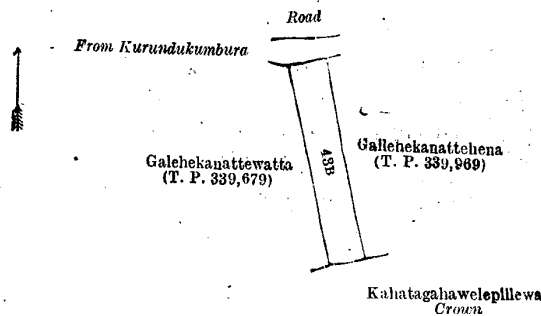 Road
From Kurundukumbura
Galehekanattewatta
(T. P. 339,679)
43B
Gallehekanattehena
(T. P. 339,969)
Kahatagahawelepillewa
Crown